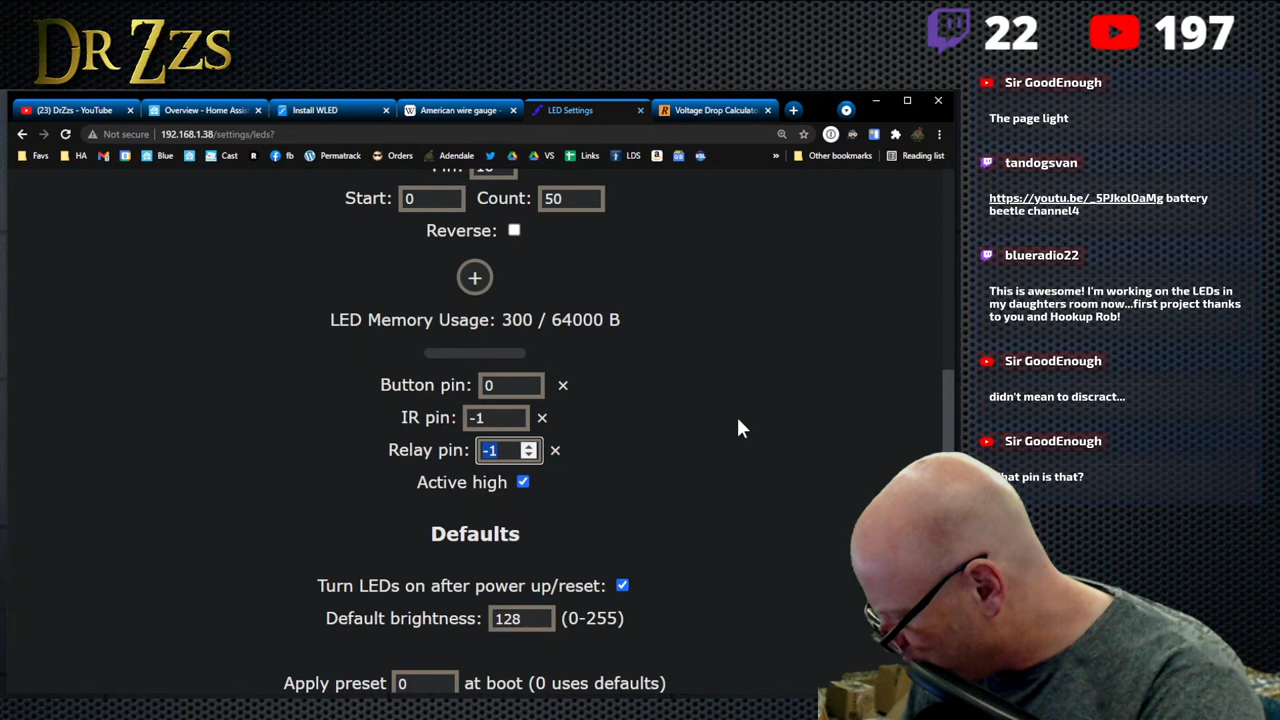 DR ZZS
22
197
(23) DrZzs - YouTube
Overview - Home Assis
Install WLED
American wire gauge -
LED Settings
Voltage Drop Calculato
Not secure
192.168.1.38/settings/leds?
Favs
HA
Blue
Cast
fb
Permatrack
Orders
Adendale
VS
Links
LDS
Other bookmarks
Reading list
Start: 0 Count: 50
Reverse:
LED Memory Usage: 300 / 64000 B
Button pin: 0
IR pin: -1
Relay pin: -1
Active high
Defaults
Turn LEDs on after power up/reset:
Default brightness: 128 (0-255)
Apply preset 0 at boot (0 uses defaults)
Sir GoodEnough
The page light
tandogsvan
https://youtu.be/_5PJkolOaMg battery
beetle channel4
blueradio22
This is awesome! I'm working on the LEDs in
my daughters room now...first project thanks
to you and Hookup Rob!
Sir GoodEnough
didn't mean to discract...
Sir GoodEnough
pin is that?